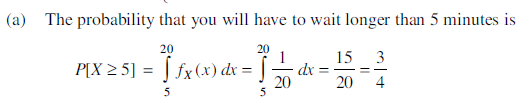 (a) The probability that you will have to wait longer than 5 minutes is
P[X ≥ 5] = ∫₅²⁰ fₓ(x) dx = ∫₅²⁰ 1/20 dx = 15/20 = 3/4